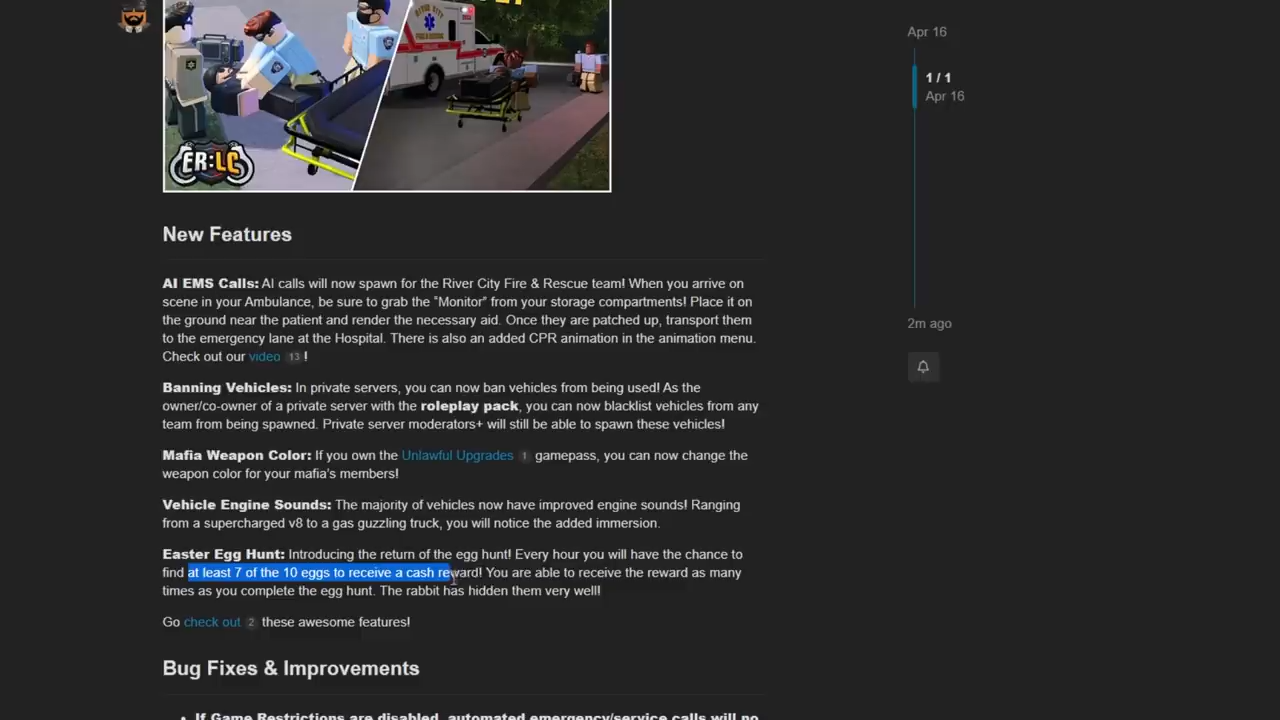 ER:LC
Apr 16
1 / 1
Apr 16
2m ago
New Features
AI EMS Calls: AI calls will now spawn for the River City Fire & Rescue team! When you arrive on
scene in your Ambulance, be sure to grab the "Monitor" from your storage compartments! Place it on
the ground near the patient and render the necessary aid. Once they are patched up, transport them
to the emergency lane at the Hospital. There is also an added CPR animation in the animation menu.
Check out our video 13 !
Banning Vehicles: In private servers, you can now ban vehicles from being used! As the
owner/co-owner of a private server with the roleplay pack, you can now blacklist vehicles from any
team from being spawned. Private server moderators+ will still be able to spawn these vehicles!
Mafia Weapon Color: If you own the Unlawful Upgrades 1 gamepass, you can now change the
weapon color for your mafia's members!
Vehicle Engine Sounds: The majority of vehicles now have improved engine sounds! Ranging
from a supercharged v8 to a gas guzzling truck, you will notice the added immersion.
Easter Egg Hunt: Introducing the return of the egg hunt! Every hour you will have the chance to
find at least 7 of the 10 eggs to receive a cash reward! You are able to receive the reward as many
times as you complete the egg hunt. The rabbit has hidden them very well!
Go check out 2 these awesome features!
Bug Fixes & Improvements
If Game Restrictions are disabled, automated emergency/service calls will no